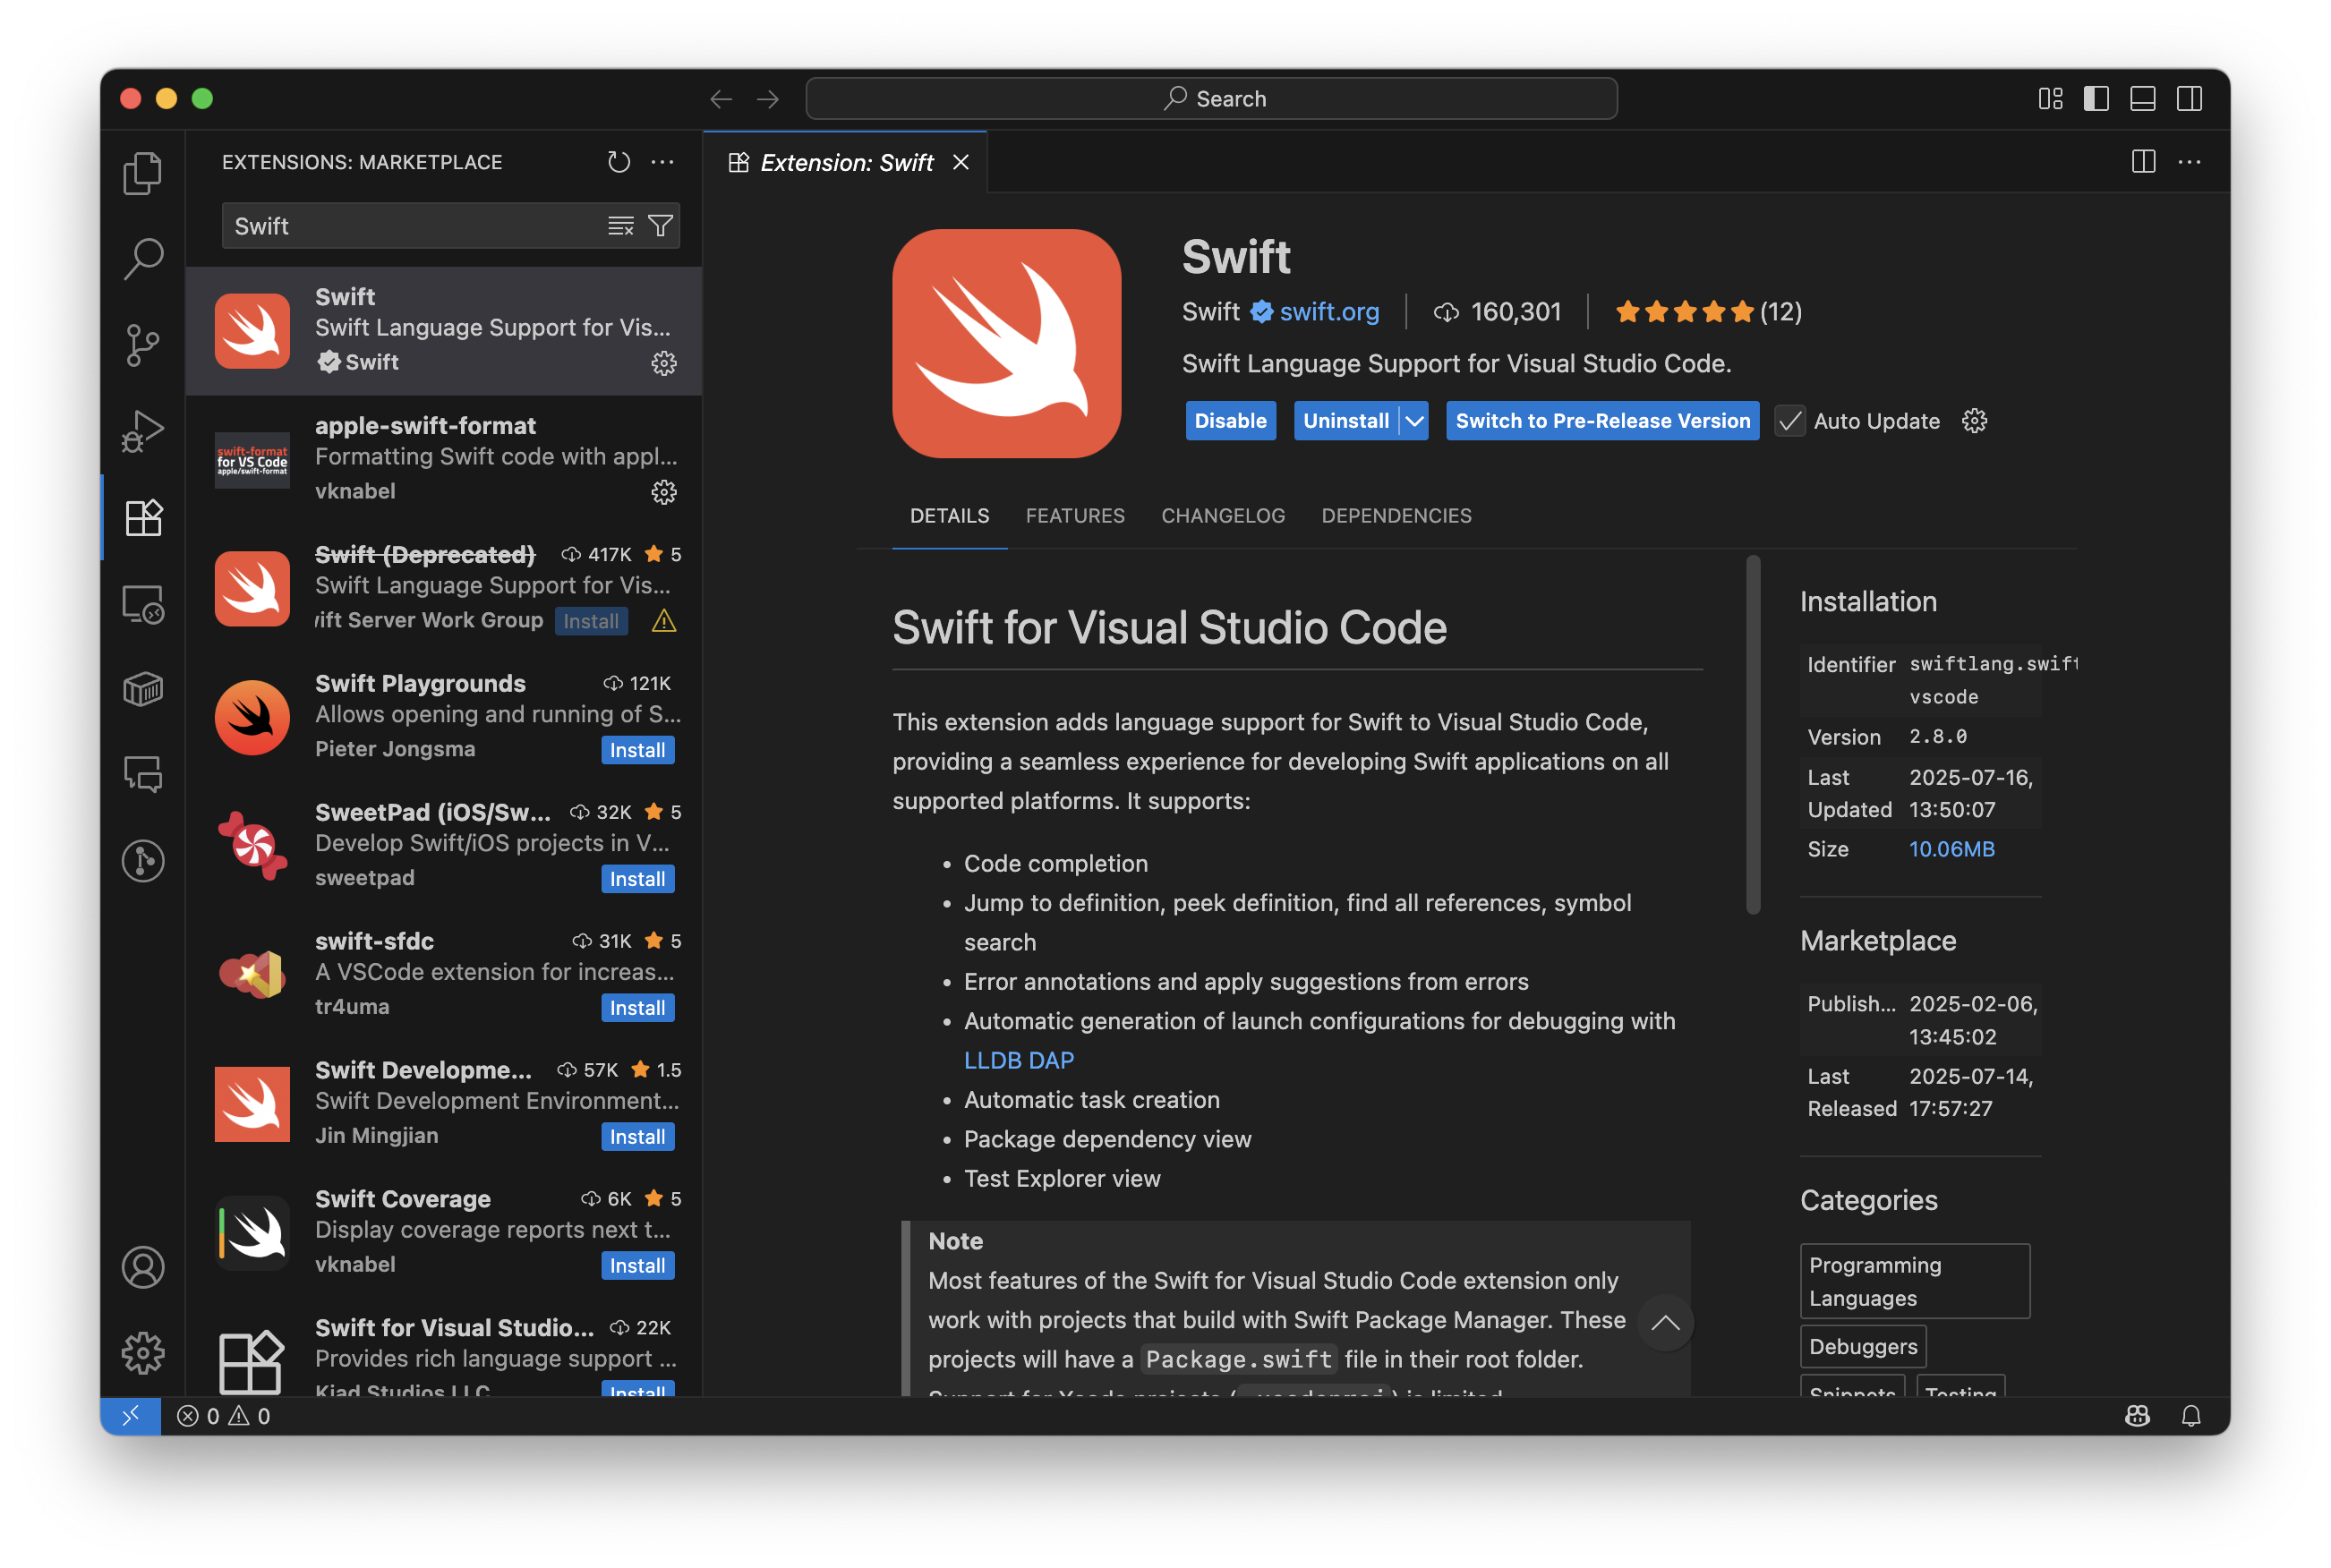 Search
EXTENSIONS: MARKETPLACE
Swift
Swift
Swift Language Support for Vis...
Swift
apple-swift-format
Formatting Swift code with appl...
vknabel
swift-format
for VS Code
apple/swift-format
Swift (Deprecated) 417K 5
Swift Language Support for Vis...
ift Server Work Group Install
Swift Playgrounds 121K
Allows opening and running of S...
Pieter Jongsma Install
SweetPad (iOS/Sw... 32K 5
Develop Swift/iOS projects in V...
sweetpad Install
swift-sfdc 31K 5
A VSCode extension for increas...
tr4uma Install
Swift Developme... 57K 1.5
Swift Development Environment...
Jin Mingjian Install
Swift Coverage 6K 5
Display coverage reports next t...
vknabel Install
Swift for Visual Studio... 22K
Provides rich language support ...
Kiad Studios LLC Install
Extension: Swift
Swift
Swift swift.org 160,301 (12)
Swift Language Support for Visual Studio Code.
Disable Uninstall Switch to Pre-Release Version Auto Update
DETAILS FEATURES CHANGELOG DEPENDENCIES
Swift for Visual Studio Code
This extension adds language support for Swift to Visual Studio Code,
providing a seamless experience for developing Swift applications on all
supported platforms. It supports:
• Code completion
• Jump to definition, peek definition, find all references, symbol
search
• Error annotations and apply suggestions from errors
• Automatic generation of launch configurations for debugging with
LLDB DAP
• Automatic task creation
• Package dependency view
• Test Explorer view
Note
Most features of the Swift for Visual Studio Code extension only
work with projects that build with Swift Package Manager. These
projects will have a Package.swift file in their root folder.
Support for Xcode projects (.xcodeproj) is limited
Installation
Identifier swiftlang.swift
vscode
Version 2.8.0
Last 2025-07-16,
Updated 13:50:07
Size 10.06MB
Marketplace
Publish... 2025-02-06,
13:45:02
Last 2025-07-14,
Released 17:57:27
Categories
Programming
Languages
Debuggers
Snippets Testing
0 0